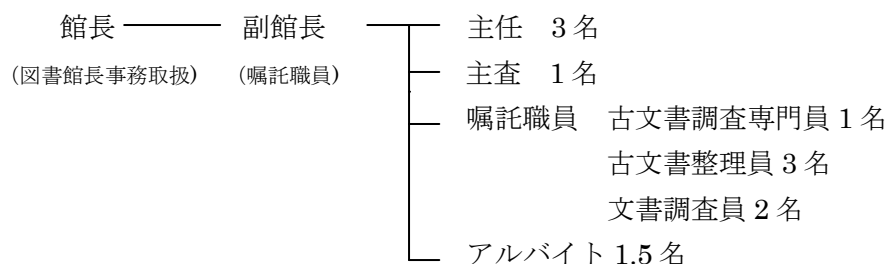 館長 副館長 主任 3名
(図書館長事務取扱) (嘱託職員) 主査 1名
嘱託職員 古文書調査専門員 1名
古文書整理員 3名
文書調査員 2名
アルバイト 1.5名